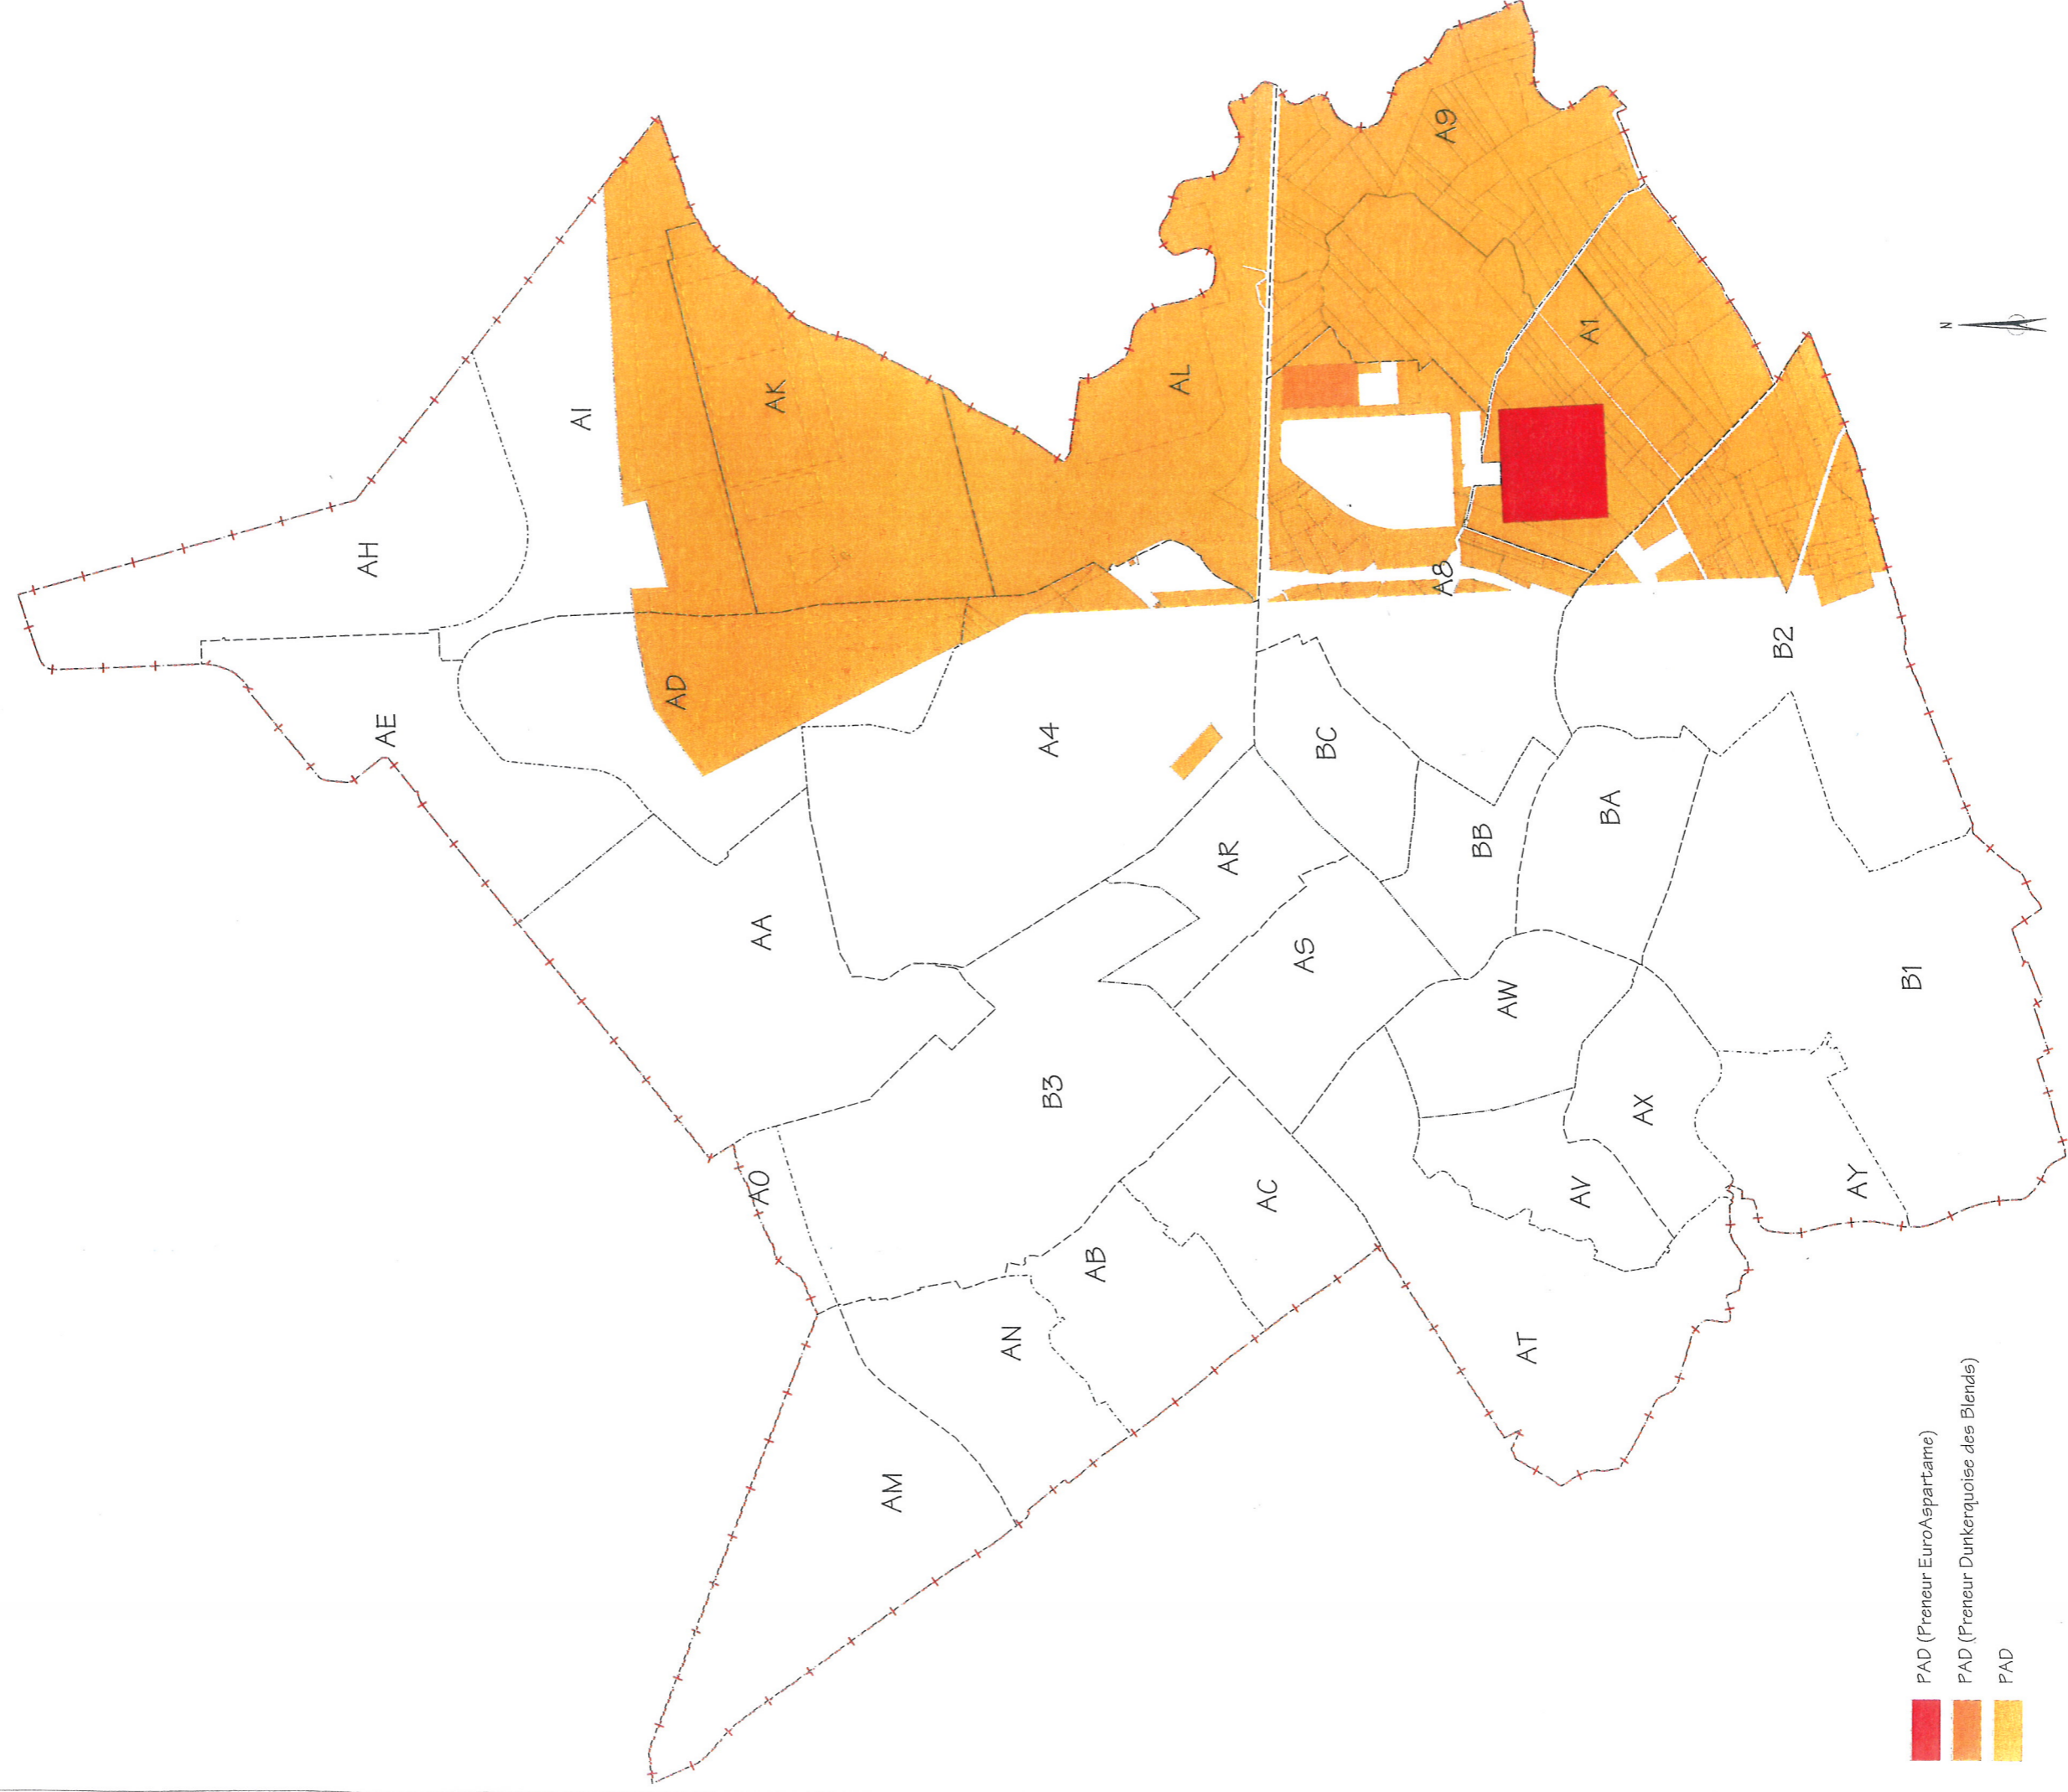 AH
AE
AI
AK
AD
AL
A9
A1
A8
A4
AA
AR
AS
BC
BB
BA
B2
B1
B3
AO
AC
AB
AN
AM
AW
AX
AV
AY
AT
N
PAD (Preneur EuroAspartame)
PAD (Preneur Dunkerquoise des Blends)
PAD